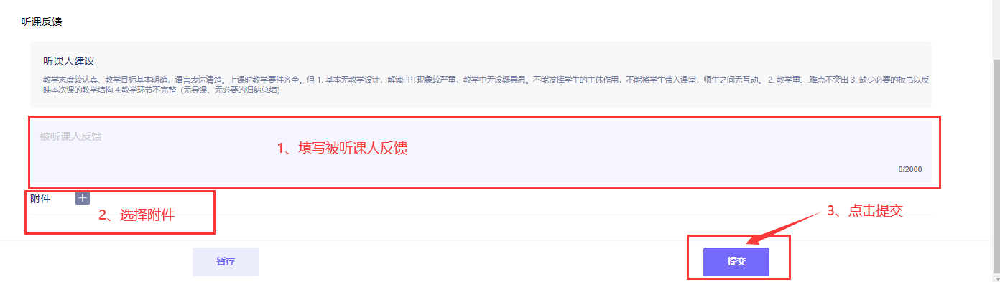 听课反馈
听课人建议
教学态度较认真、教学目标基本明确，语言表达清楚。上课时教学要件齐全。但 1. 基本无教学设计，解读PPT现象较严重，教学中无设疑导思。不能发挥学生的主休作用，不能将学生带入课堂，师生之间无互动。 2. 教学重、.难点不突出 3. 缺少必要的板书以反
映本次课的教学结构 4.教学环节不完整（无导课、无必要的归纳总结）
被听课人反馈
1、填写被听课人反馈
0/2000
附件
2、选择附件
3、点击提交
暂存
提交